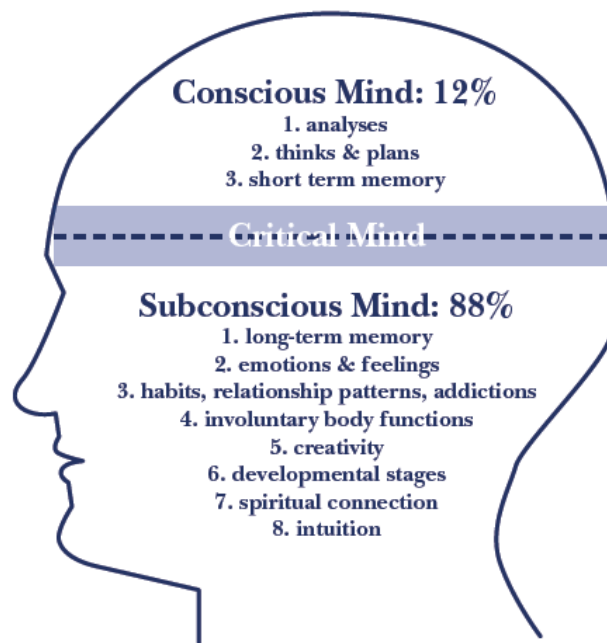 Conscious Mind: 12%
1. analyses
2. thinks & plans
3. short term memory
Critical Mind
Subconscious Mind: 88%
1. long-term memory
2. emotions & feelings
3. habits, relationship patterns, addictions
4. involuntary body functions
5. creativity
6. developmental stages
7. spiritual connection
8. intuition